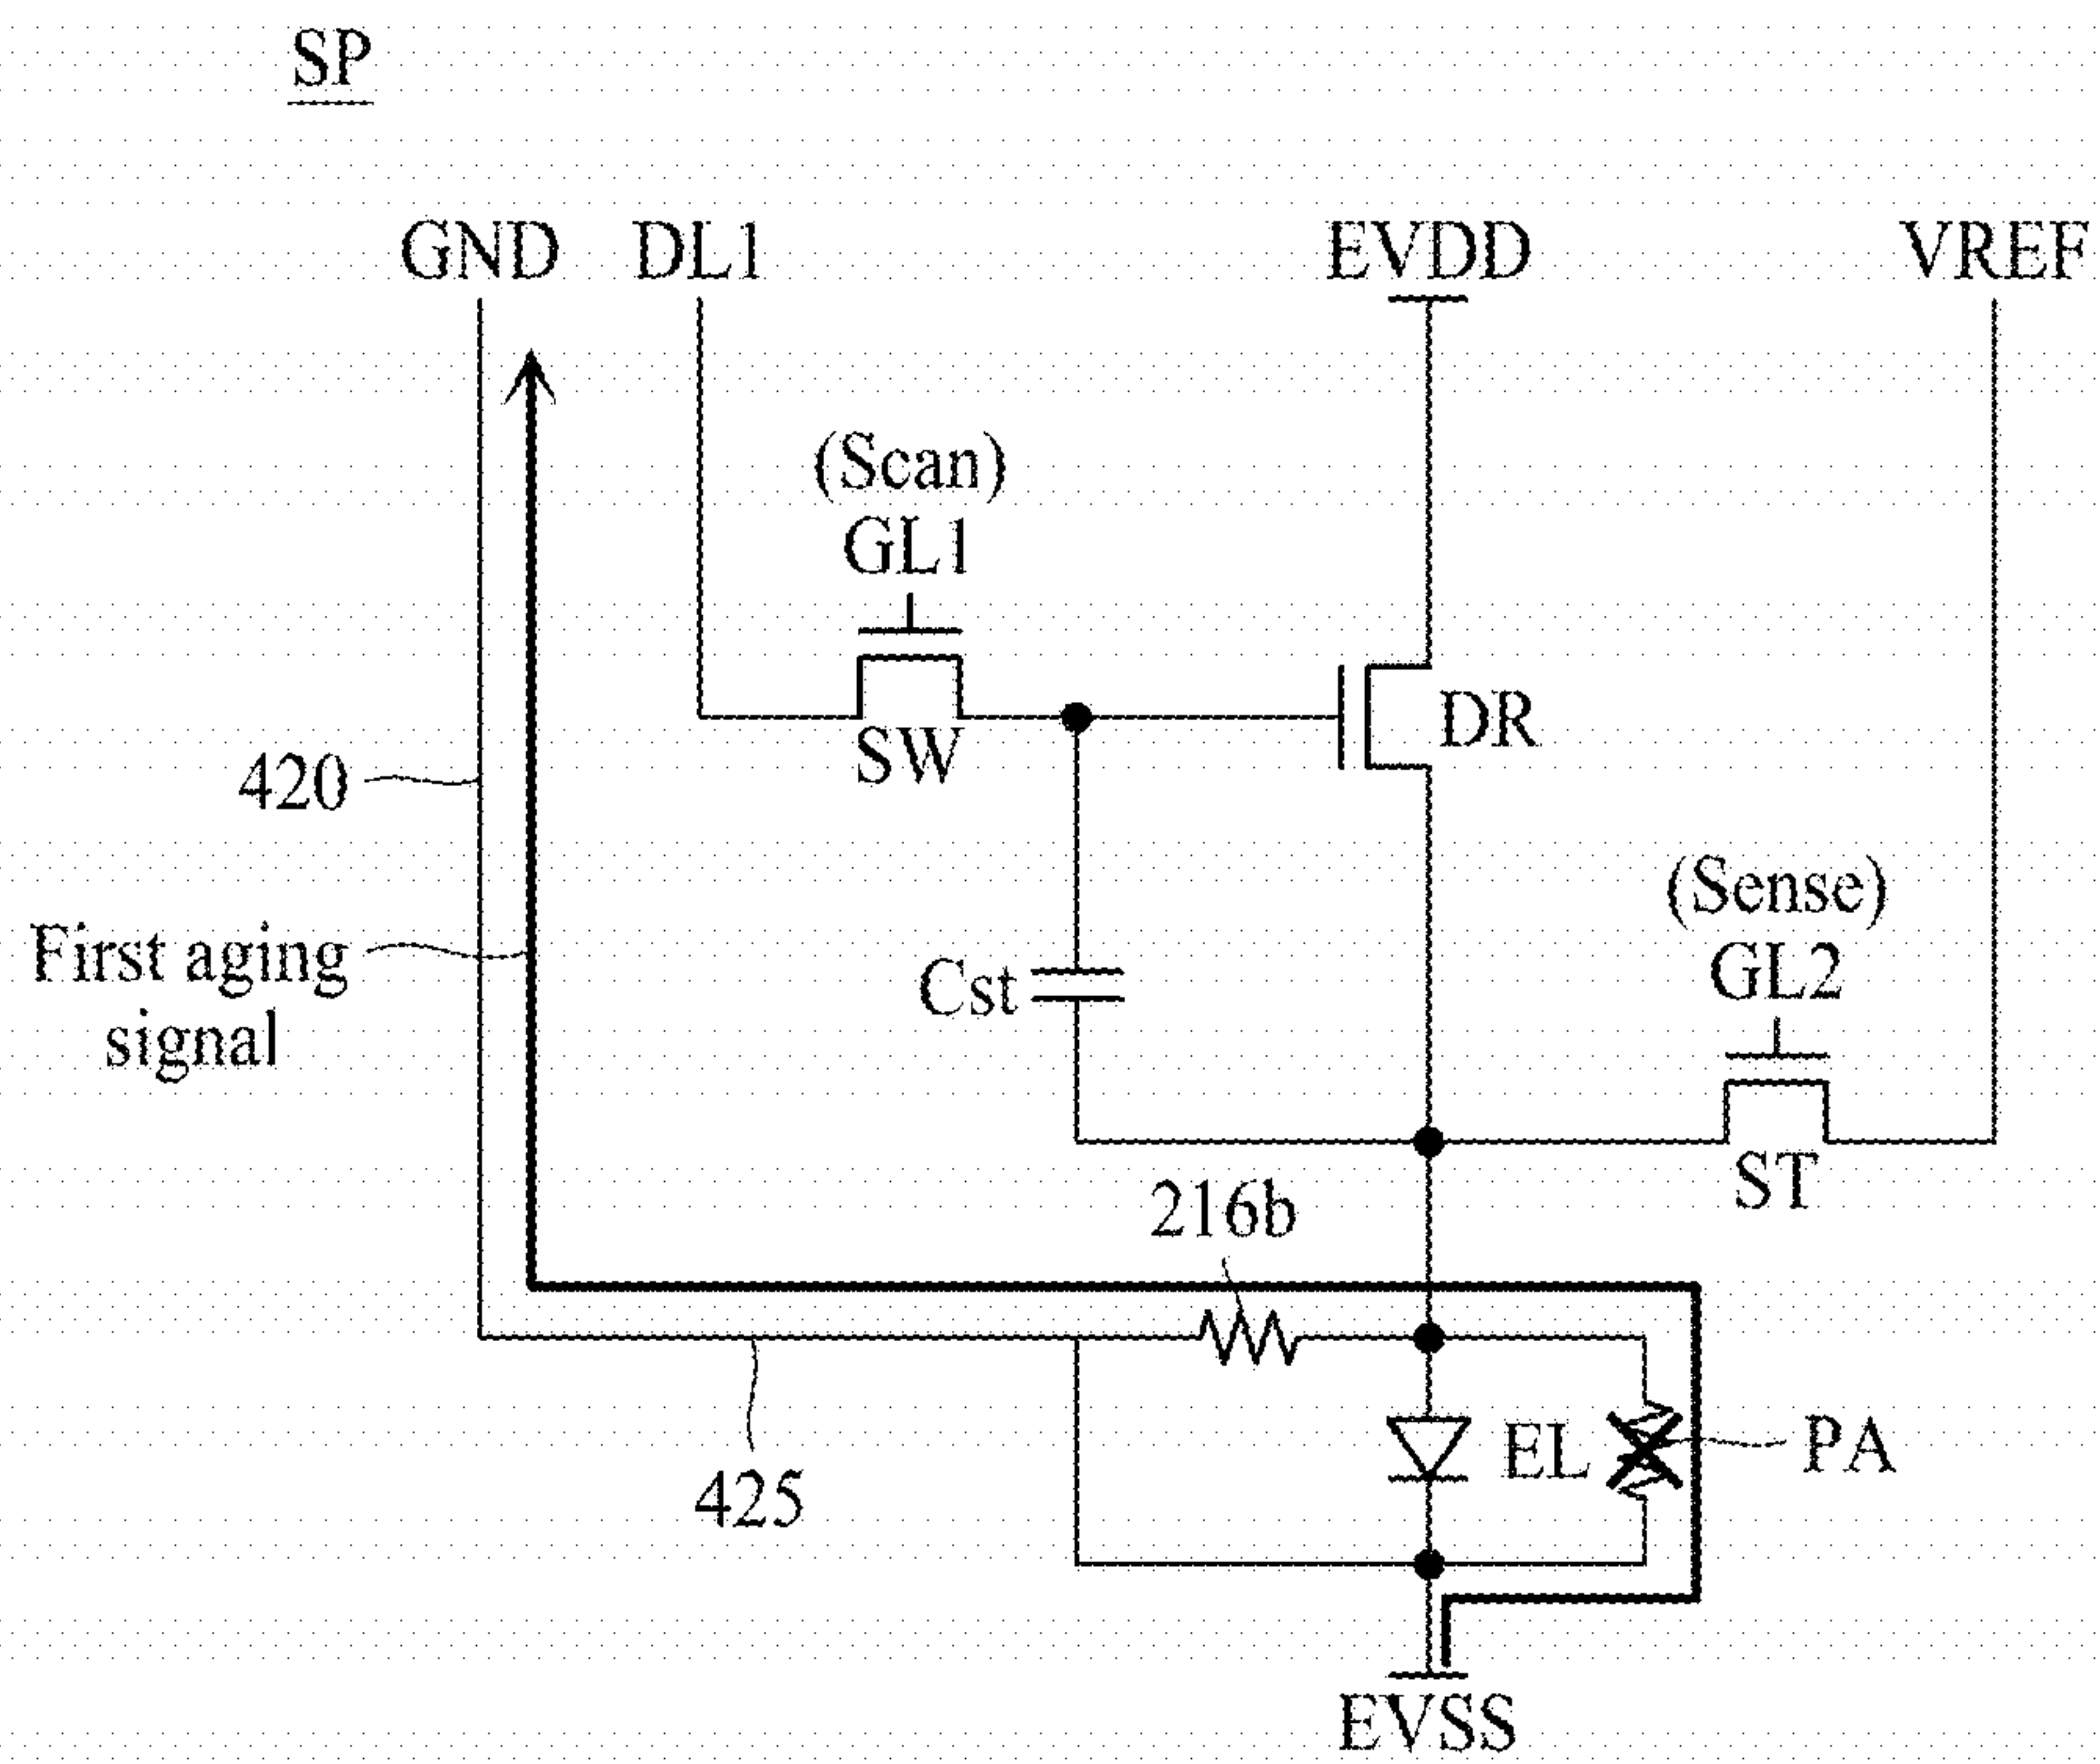 SP
GND
DL1
EVDD
VREF
(Scan)
GL1
SW
DR
420
First aging
signal
Cst
(Sense)
GL2
ST
216b
425
EL
PA
EVSS